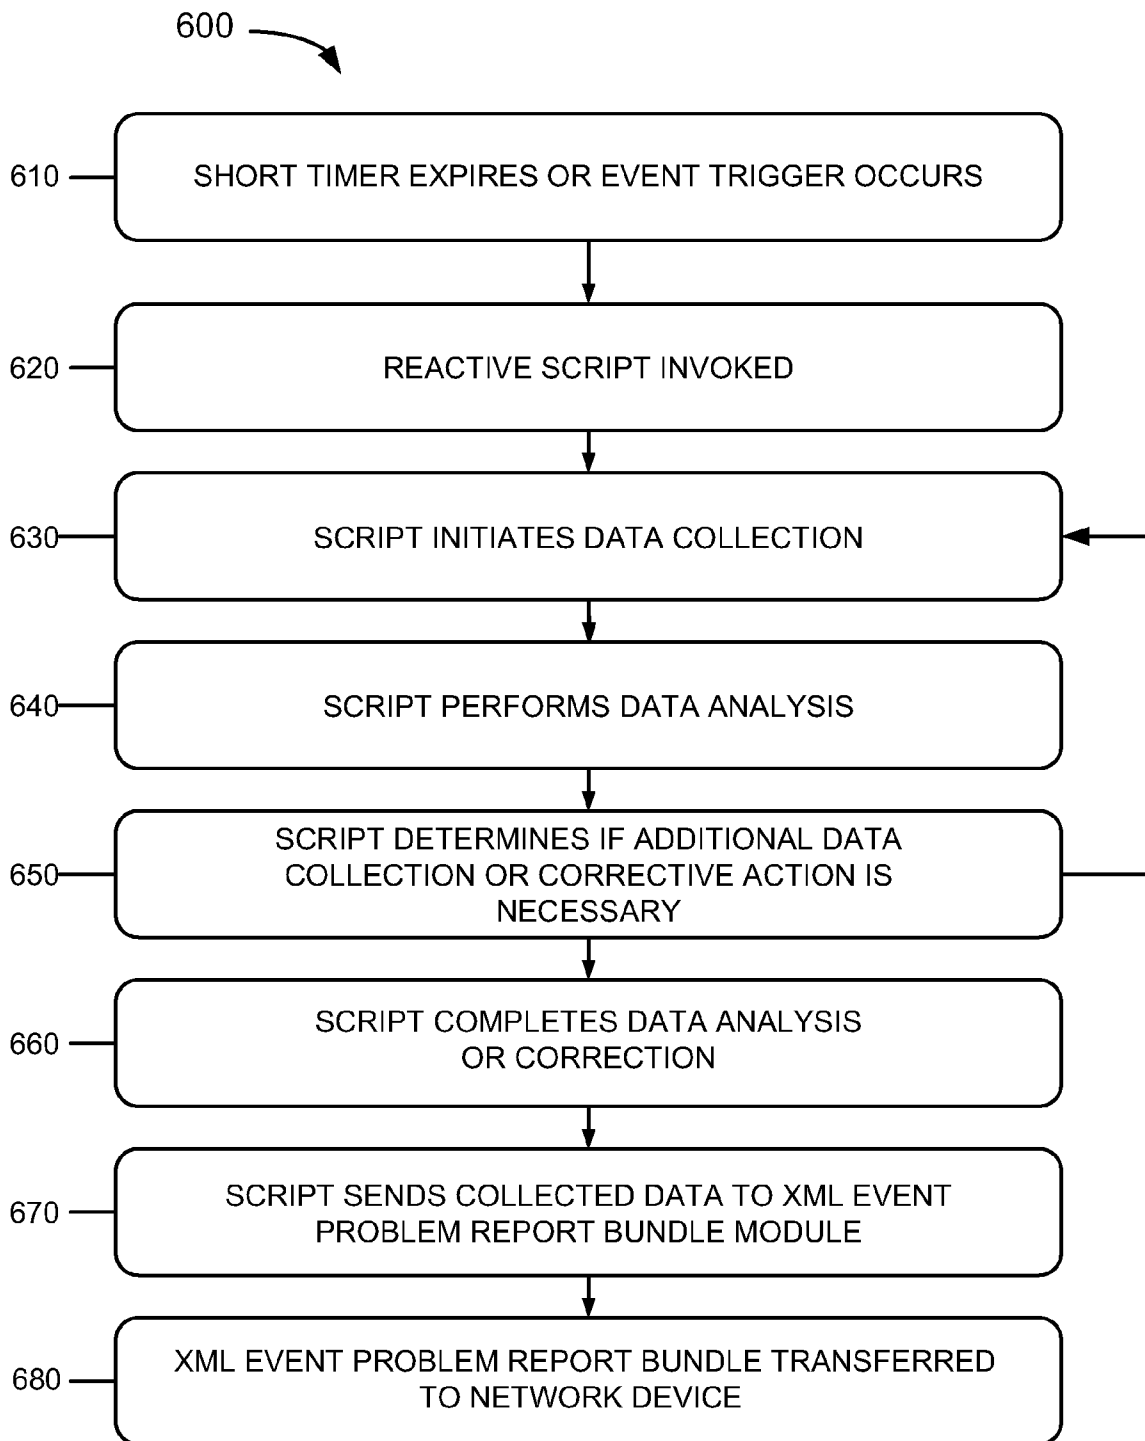 600
610
SHORT TIMER EXPIRES OR EVENT TRIGGER OCCURS
620
REACTIVE SCRIPT INVOKED
630
SCRIPT INITIATES DATA COLLECTION
640
SCRIPT PERFORMS DATA ANALYSIS
650
SCRIPT DETERMINES IF ADDITIONAL DATA
COLLECTION OR CORRECTIVE ACTION IS
NECESSARY
660
SCRIPT COMPLETES DATA ANALYSIS
OR CORRECTION
670
SCRIPT SENDS COLLECTED DATA TO XML EVENT
PROBLEM REPORT BUNDLE MODULE
680
XML EVENT PROBLEM REPORT BUNDLE TRANSFERRED
TO NETWORK DEVICE